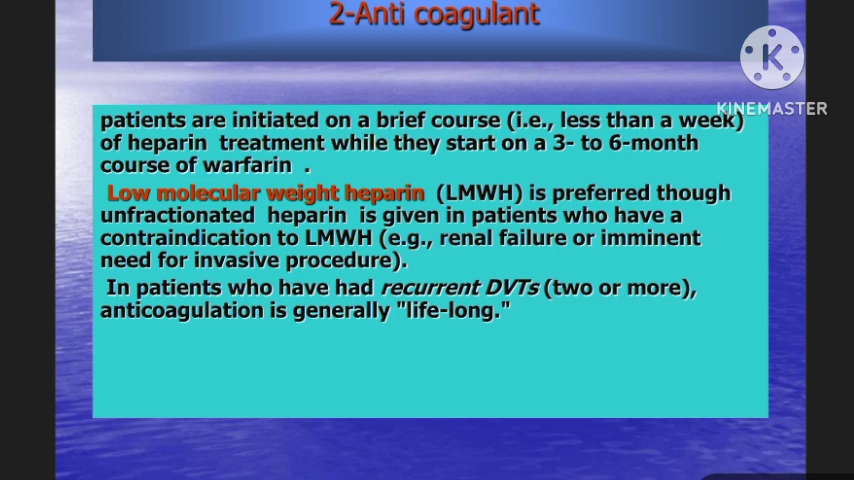 2-Anti coagulant
KINEMASTER
patients are initiated on a brief course (i.e., less than a week)
of heparin treatment while they start on a 3- to 6-month
course of warfarin .
Low molecular weight heparin (LMWH) is preferred though
unfractionated heparin is given in patients who have a
contraindication to LMWH (e.g., renal failure or imminent
need for invasive procedure).
In patients who have had recurrent DVTs (two or more),
anticoagulation is generally "life-long."